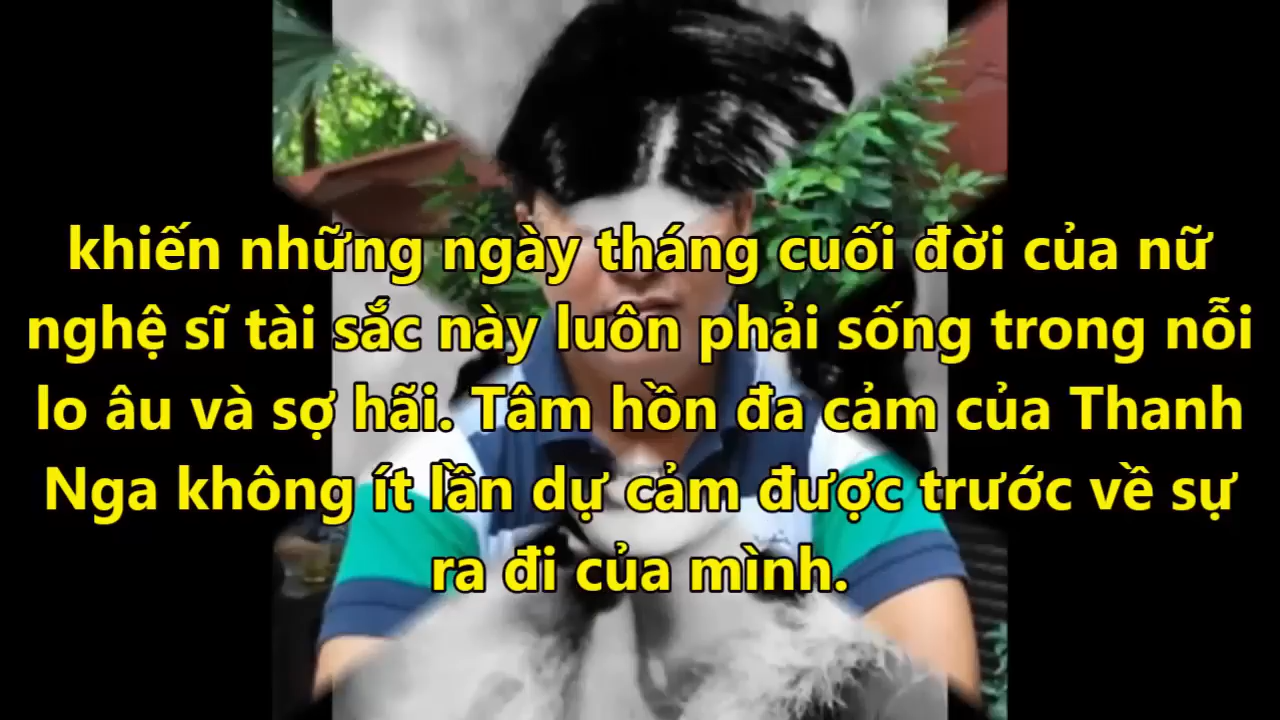 khiến những ngày tháng cuối đời của nữ
nghệ sĩ tài sắc này luôn phải sống trong nỗi
lo âu và sợ hãi. Tâm hồn đa cảm của Thanh
Nga không ít lần dự cảm được trước về sự
ra đi của mình.